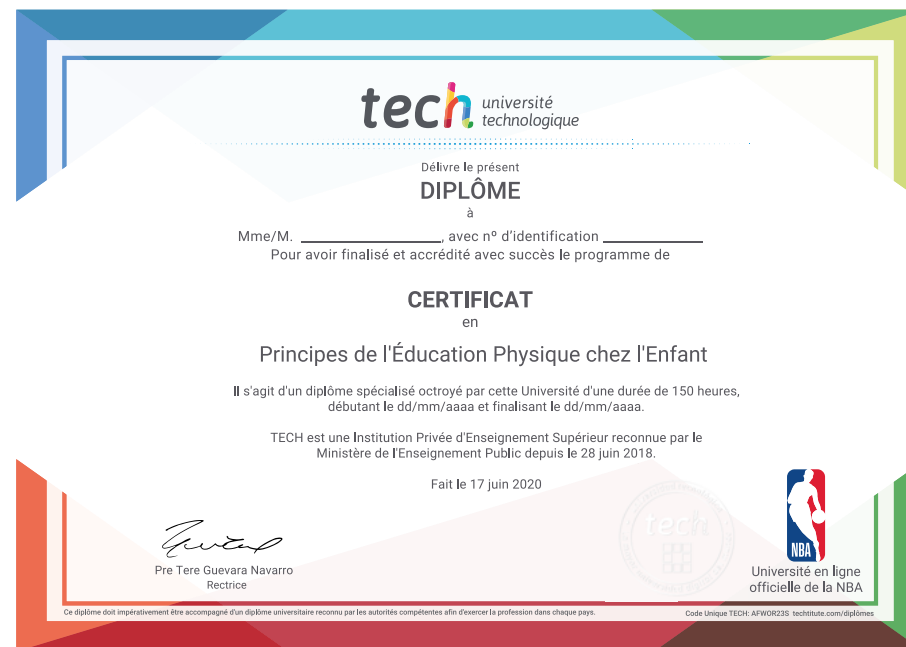 tech université
technologique
Délivre le présent
DIPLÔME
à
Mme/M. ____________________, avec nº d'identification ______________
Pour avoir finalisé et accrédité avec succès le programme de
CERTIFICAT
en
Principes de l'Éducation Physique chez l'Enfant
Il s'agit d'un diplôme spécialisé octroyé par cette Université d'une durée de 150 heures,
débutant le dd/mm/aaaa et finalisant le dd/mm/aaaa.
TECH est une Institution Privée d'Enseignement Supérieur reconnue par le
Ministère de l'Enseignement Public depuis le 28 juin 2018.
Fait le 17 juin 2020
tech
NBA
Pre Tere Guevara Navarro
Rectrice
Université en ligne
officielle de la NBA
Ce diplôme doit impérativement être accompagné d'un diplôme universitaire reconnu par les autorités compétentes afin d'exercer la profession dans chaque pays.
Code Unique TECH: AFWOR23S techtitute.com/diplômes